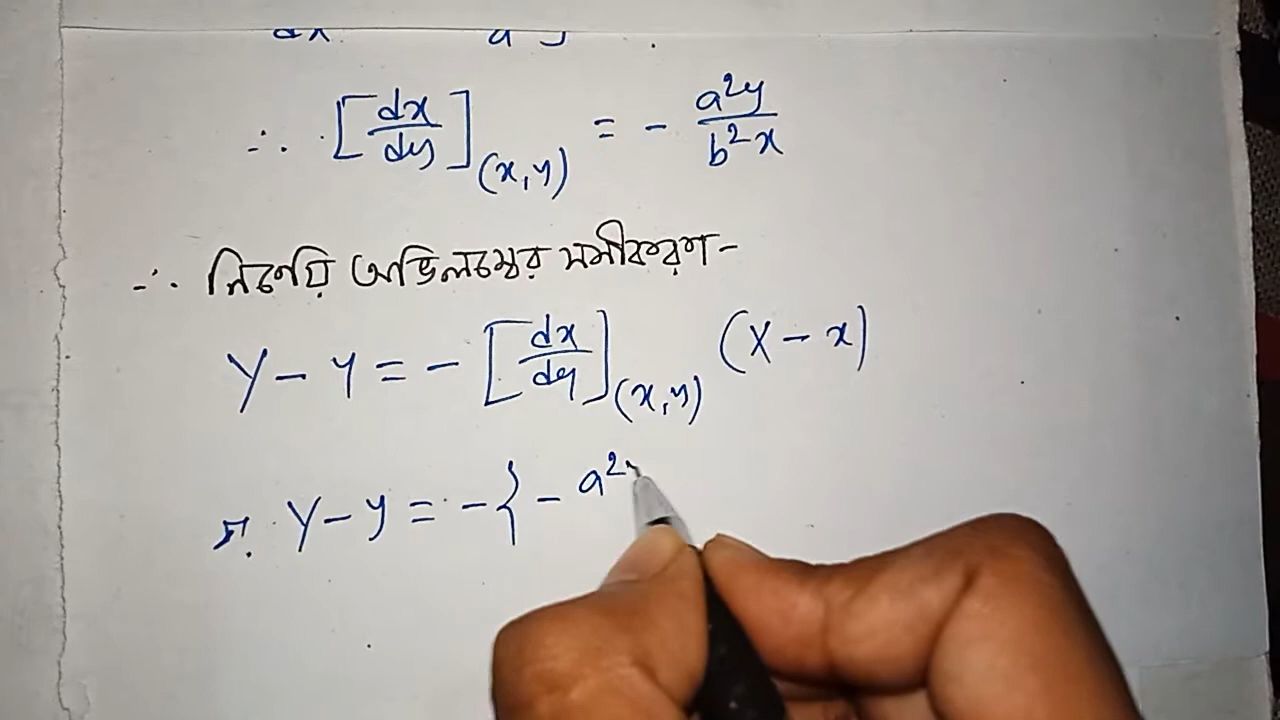 ∴ [dx/dy](x,y) = - a²y/b²x
∴ নির্ণেয় অভিলম্বের সমীকরণ-
Y - y = - [dx/dy](x,y) (X - x)
বা. Y - y = - { - a²